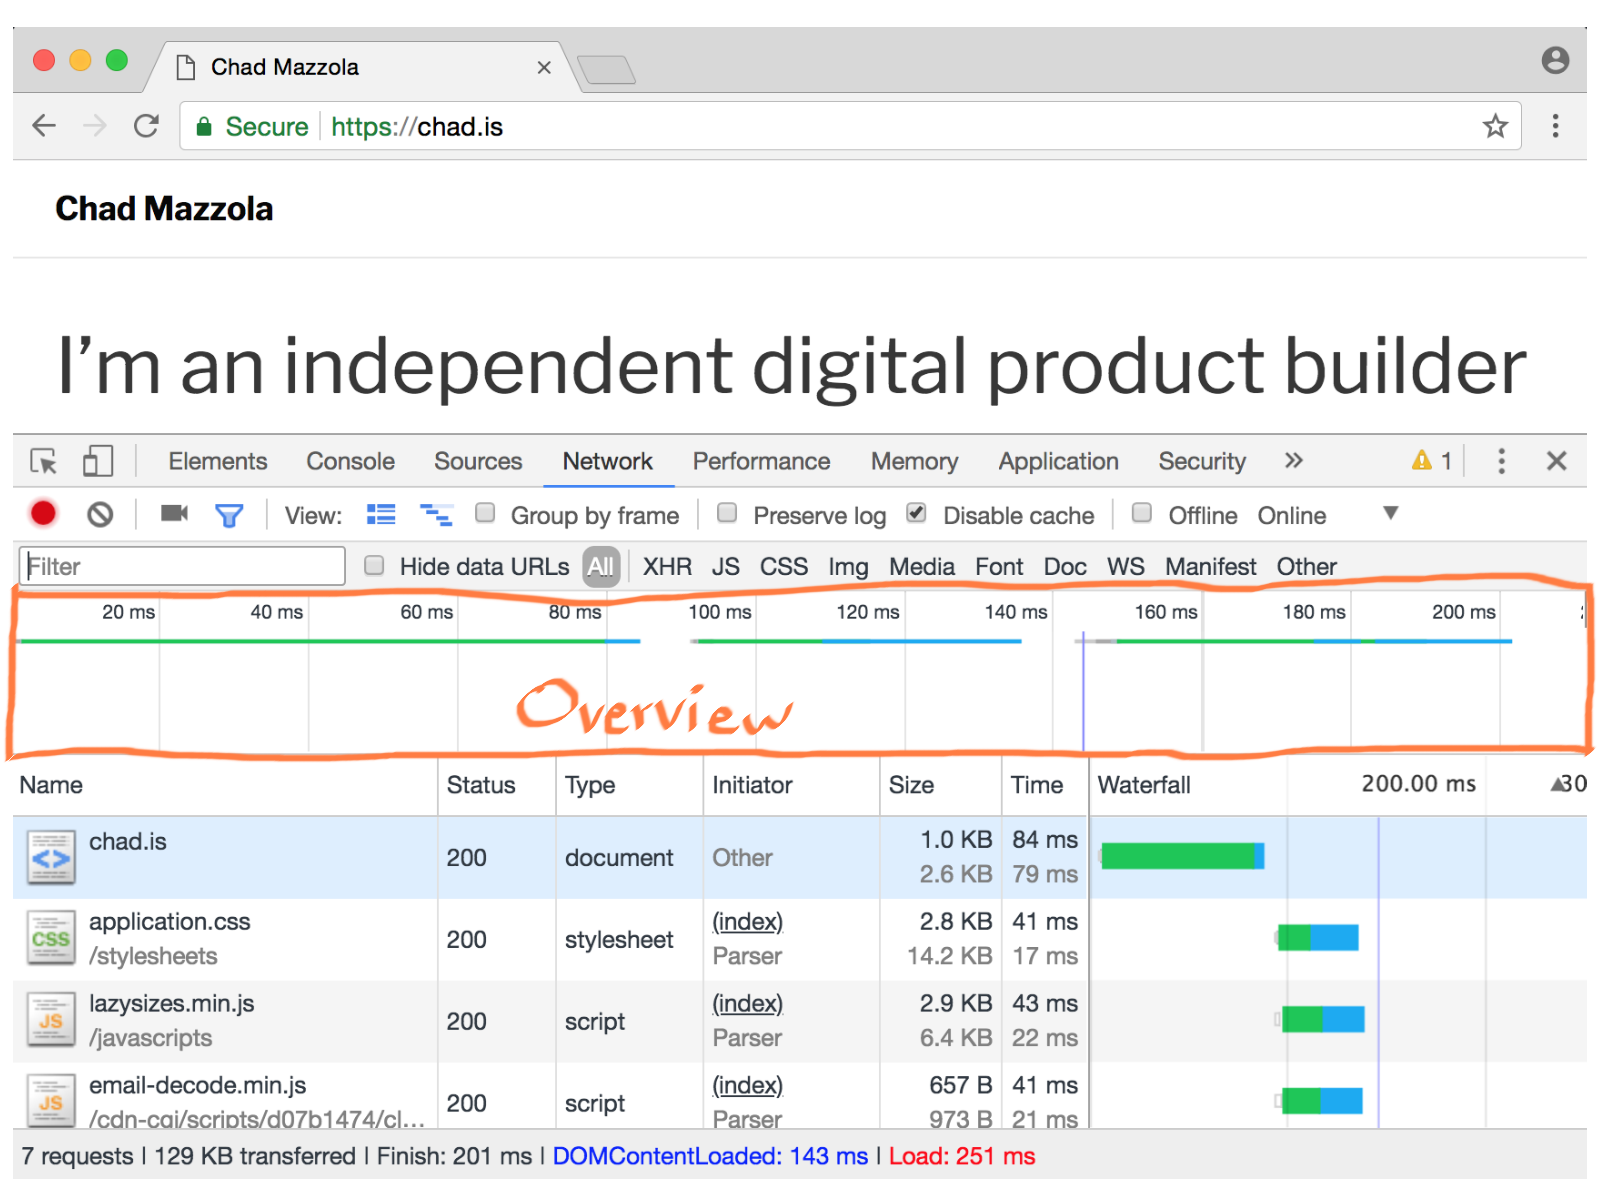 Chad Mazzola
Secure https://chad.is
Chad Mazzola
I'm an independent digital product builder
Elements Console Sources Network Performance Memory Application Security » 1
View: Group by frame Preserve log Disable cache Offline Online
Filter Hide data URLs All XHR JS CSS Img Media Font Doc WS Manifest Other
20 ms 40 ms 60 ms 80 ms 100 ms 120 ms 140 ms 160 ms 180 ms 200 ms
Overview
Name Status Type Initiator Size Time Waterfall 200.00 ms 30
chad.is 200 document Other 1.0 KB 84 ms
2.6 KB 79 ms
application.css 200 stylesheet (index) 2.8 KB 41 ms
CSS /stylesheets Parser 14.2 KB 17 ms
lazysizes.min.js 200 script (index) 2.9 KB 43 ms
JS /javascripts Parser 6.4 KB 22 ms
email-decode.min.js 200 script (index) 657 B 41 ms
JS /cdn-cgi/scripts/d07b1474/cl... Parser 973 B 21 ms
7 requests | 129 KB transferred | Finish: 201 ms | DOMContentLoaded: 143 ms | Load: 251 ms